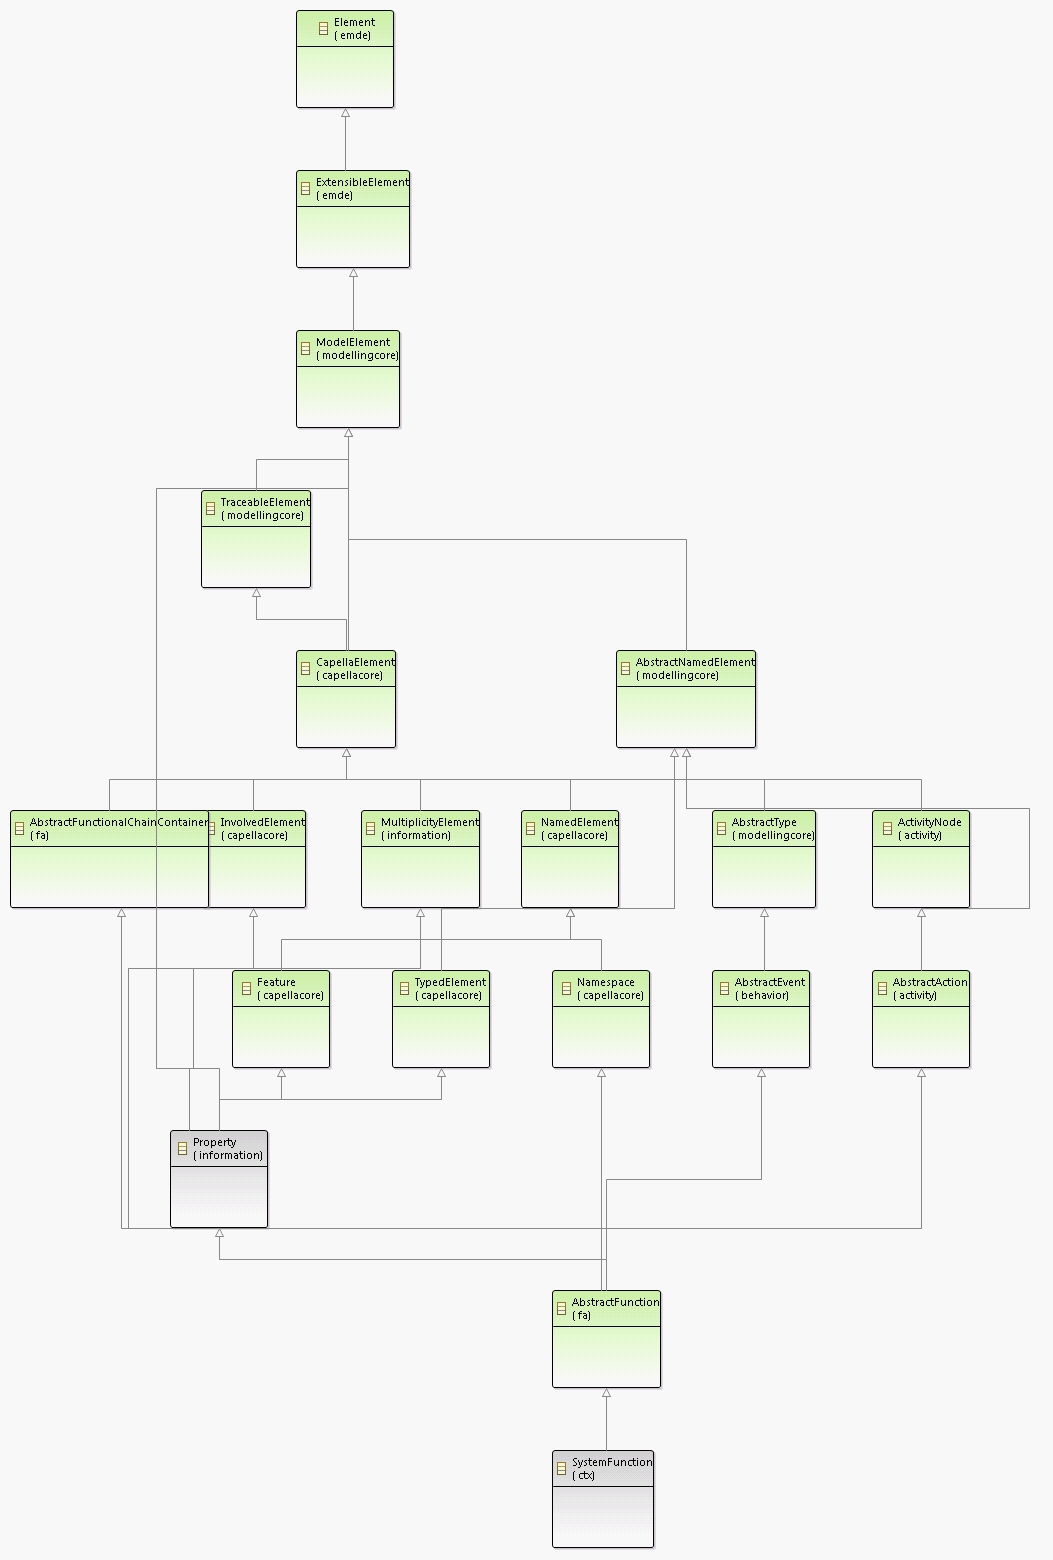 Element
( emde)
ExtensibleElement
( emde)
ModelElement
( modellingcore)
TraceableElement
( modellingcore)
CapellaElement
( capellacore)
AbstractNamedElement
( modellingcore)
AbstractFunctionalChainContainer
( fa)
InvolvedElement
( capellacore)
MultiplicityElement
( information)
NamedElement
( capellacore)
AbstractType
( modellingcore)
ActivityNode
( activity)
Feature
( capellacore)
TypedElement
( capellacore)
Namespace
( capellacore)
AbstractEvent
( behavior)
AbstractAction
( activity)
Property
( information)
AbstractFunction
( fa)
SystemFunction
( ctx)